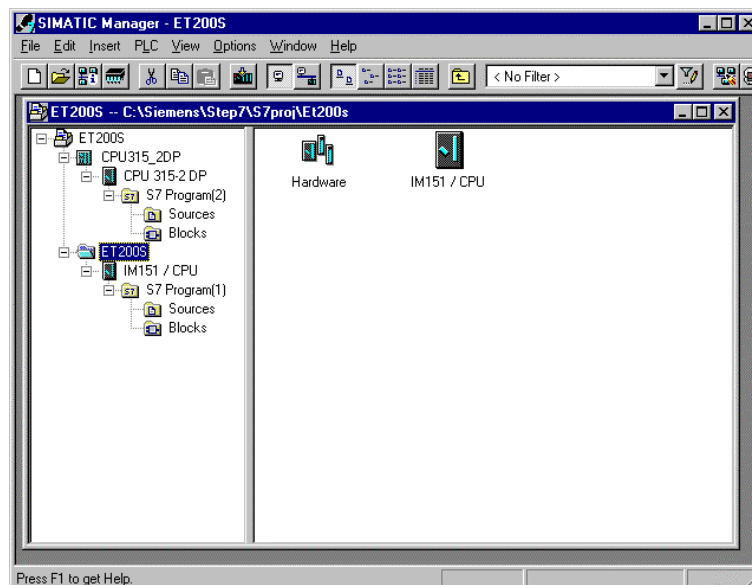 SIMATIC Manager - ET200S
File Edit Insert PLC View Options Window Help
< No Filter >
ET200S -- C:\Siemens\Step7\S7proj\Et200s
ET200S
CPU315_2DP
CPU 315-2 DP
S7 Program(2)
Sources
Blocks
ET200S
IM151 / CPU
S7 Program(1)
Sources
Blocks
Hardware
IM151 / CPU
Press F1 to get Help.